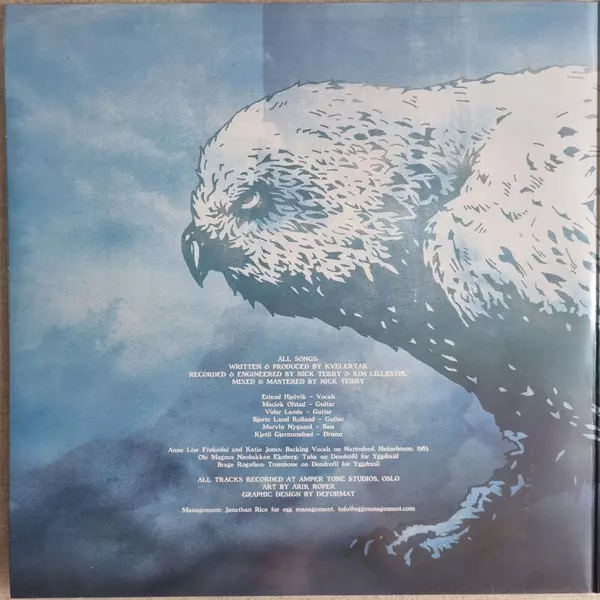 ALL SONGS:
WRITTEN & PRODUCED BY KVELERTAK
RECORDED & ENGINEERED BY NICK TERRY & KIM LILLESTØL
MIXED & MASTERED BY NICK TERRY
Erlend Hjelvik - Vocals
Maciek Ofstad - Guitar
Vidar Landa - Guitar
Bjarte Lund Rolland - Guitar
Marvin Nygaard - Bass
Kjetil Gjermundrød - Drums
Anne Lise Frøkedal and Katie Jones: Backing Vocals on Nattesferd, Heksebrann, 1985
Ole Magnus Neubakken Ekeberg: Tuba on Dendrofil for Yggdrasil
Brage Rognlien: Trombone on Dendrofil for Yggdrasil
ALL TRACKS RECORDED AT AMPER TONE STUDIOS, OSLO
ART BY ARIK ROPER
GRAPHIC DESIGN BY DEFORMAT
Management: Jonathan Rice for egg management. info@eggmanagement.com